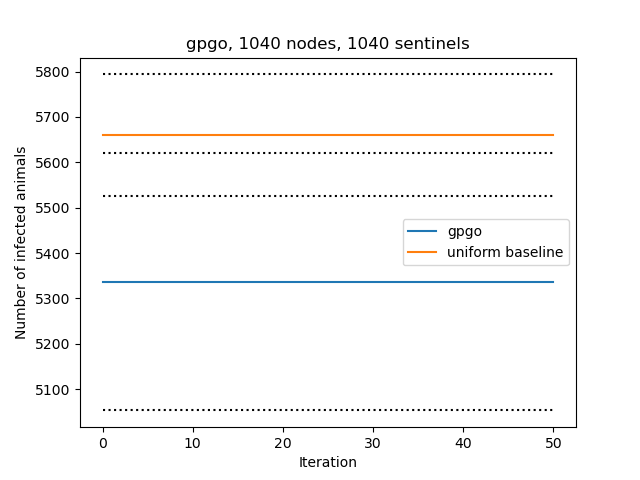 gpgo, 1040 nodes, 1040 sentinels
5800
5700
5600
5500
5400
5300
5200
5100
Number of infected animals
gpgo
uniform baseline
0 10 20 30 40 50
Iteration